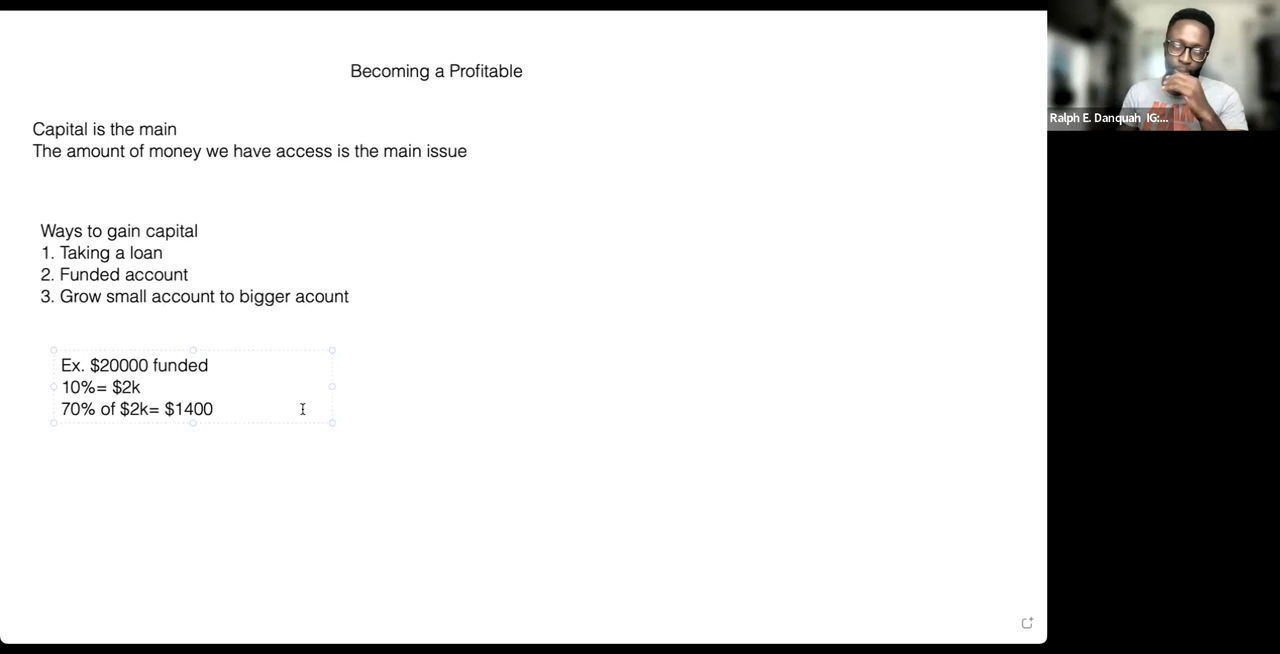 Becoming a Profitable
Capital is the main
The amount of money we have access is the main issue
Ways to gain capital
1. Taking a loan
2. Funded account
3. Grow small account to bigger acount
Ex. $20000 funded
10%= $2k
70% of $2k= $1400
Ralph E. Danquah IG:...